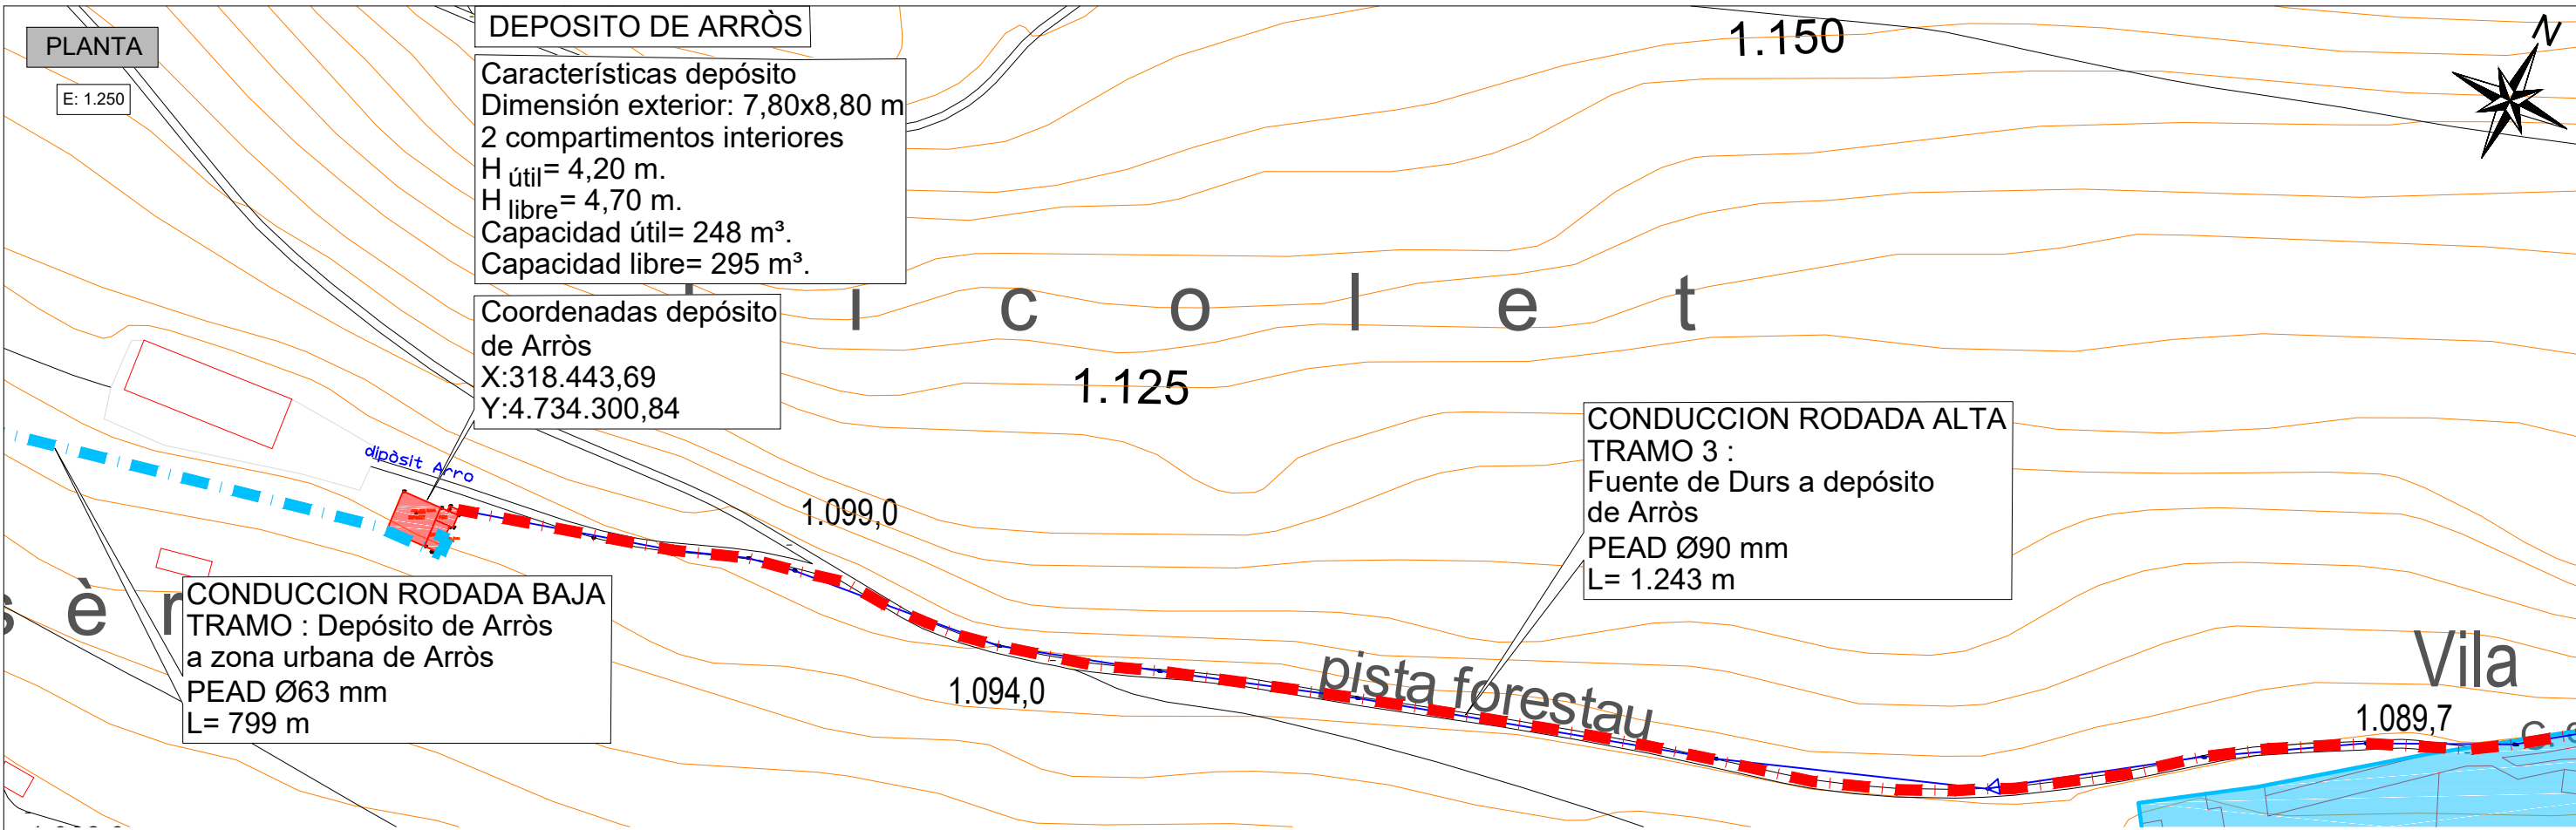 PLANTA
E: 1.250
DEPOSITO DE ARRÒS
Características depósito
Dimensión exterior: 7,80x8,80 m
2 compartimentos interiores
H útil= 4,20 m.
H libre= 4,70 m.
Capacidad útil= 248 m³.
Capacidad libre= 295 m³.
1.150
N
Coordenadas depósito
de Arròs
X:318.443,69
Y:4.734.300,84
i c o l e t
1.125
dipòsit Arro
1.099,0
CONDUCCION RODADA ALTA
TRAMO 3 :
Fuente de Durs a depósito
de Arròs
PEAD Ø90 mm
L= 1.243 m
s è r
CONDUCCION RODADA BAJA
TRAMO : Depósito de Arròs
a zona urbana de Arròs
PEAD Ø63 mm
L= 799 m
1.094,0
pista forestau
Vila
1.089,7